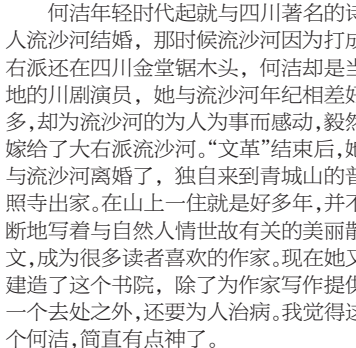 何洁年轻时代起就与四川著名的
人流沙河结婚，那时候流沙河因为打
右派还在四川金堂锯木头，何洁却是
地的川剧演员，她与流沙河年纪相差
多，却为流沙河的为人为事而感动，毅
嫁给了大右派流沙河。“文革”结束后，
与流沙河离婚了，独自来到青城山的
照寺出家。在山上一住就是好多年，并
断地写着与自然人情世故有关的美丽
文，成为很多读者喜欢的作家。现在她
建造了这个书院，除了为作家写作提
一个去处之外，还要为人治病。我觉得
个何洁，简直有点神了。